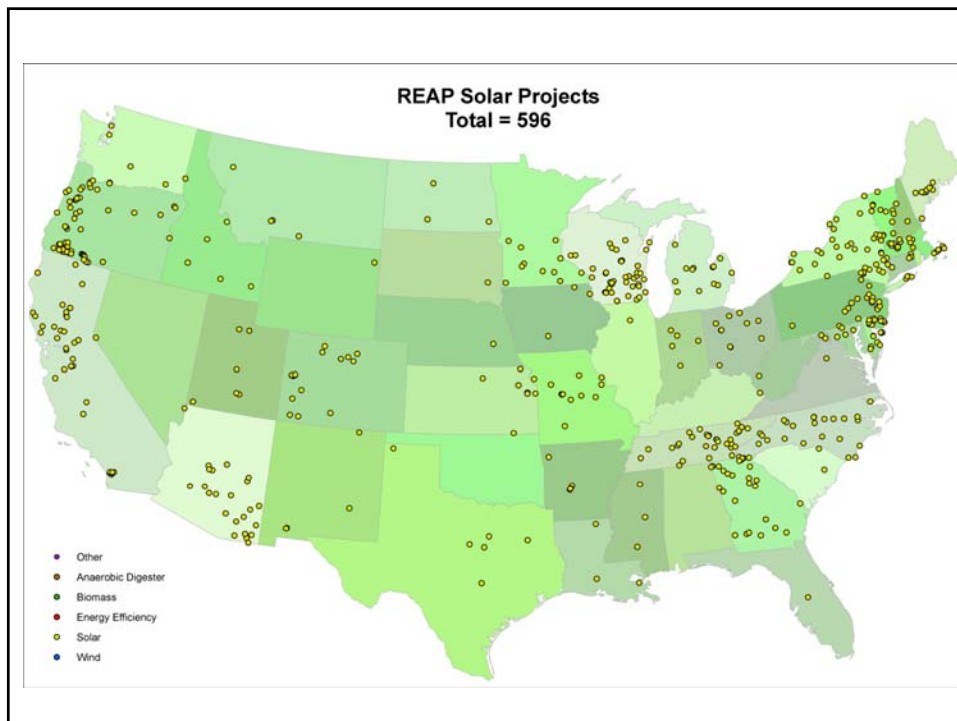 REAP Solar Projects
Total = 596
Other
Anaerobic Digester
Biomass
Energy Efficiency
Solar
Wind